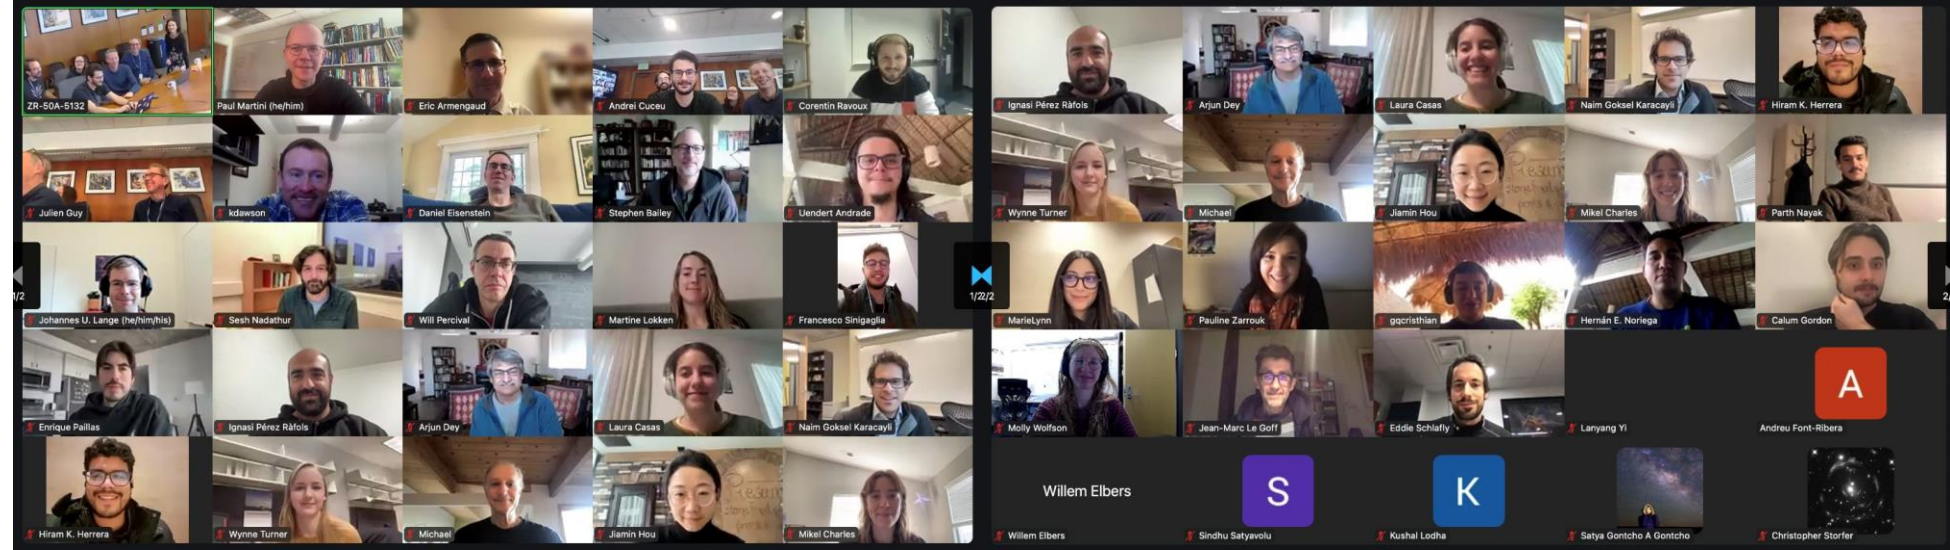 ZR-50A-5132
Paul Martini (he/him)
Eric Armengaud
Andrei Cuceu
Corentin Ravoux
Julien Guy
kdawson
Daniel Eisenstein
Stephen Bailey
Uendert Andrade
1/2
Johannes U. Lange (he/him/his)
Sesh Nadathur
Will Percival
Martine Lokken
Francesco Sinigaglia
Enrique Paillas
Ignasi Pérez Ràfols
Arjun Dey
Laura Casas
Naim Goksel Karacayli
Hiram K. Herrera
Wynne Turner
Michael
Jiamin Hou
Mikel Charles
Ignasi Pérez Ràfols
Arjun Dey
Laura Casas
Naim Goksel Karacayli
Hiram K. Herrera
Wynne Turner
Michael
Jiamin Hou
Mikel Charles
Parth Nayak
MarieLynn
Pauline Zarrouk
gqcristhian
Hernán E. Noriega
Calum Gordon
Molly Wolfson
Jean-Marc Le Goff
Eddie Schlafly
Lanyang Yi
A
Andreu Font-Ribera
Willem Elbers
Willem Elbers
S
Sindhu Satyavolu
K
Kushal Lodha
Satya Gontcho A Gontcho
Christopher Storfer